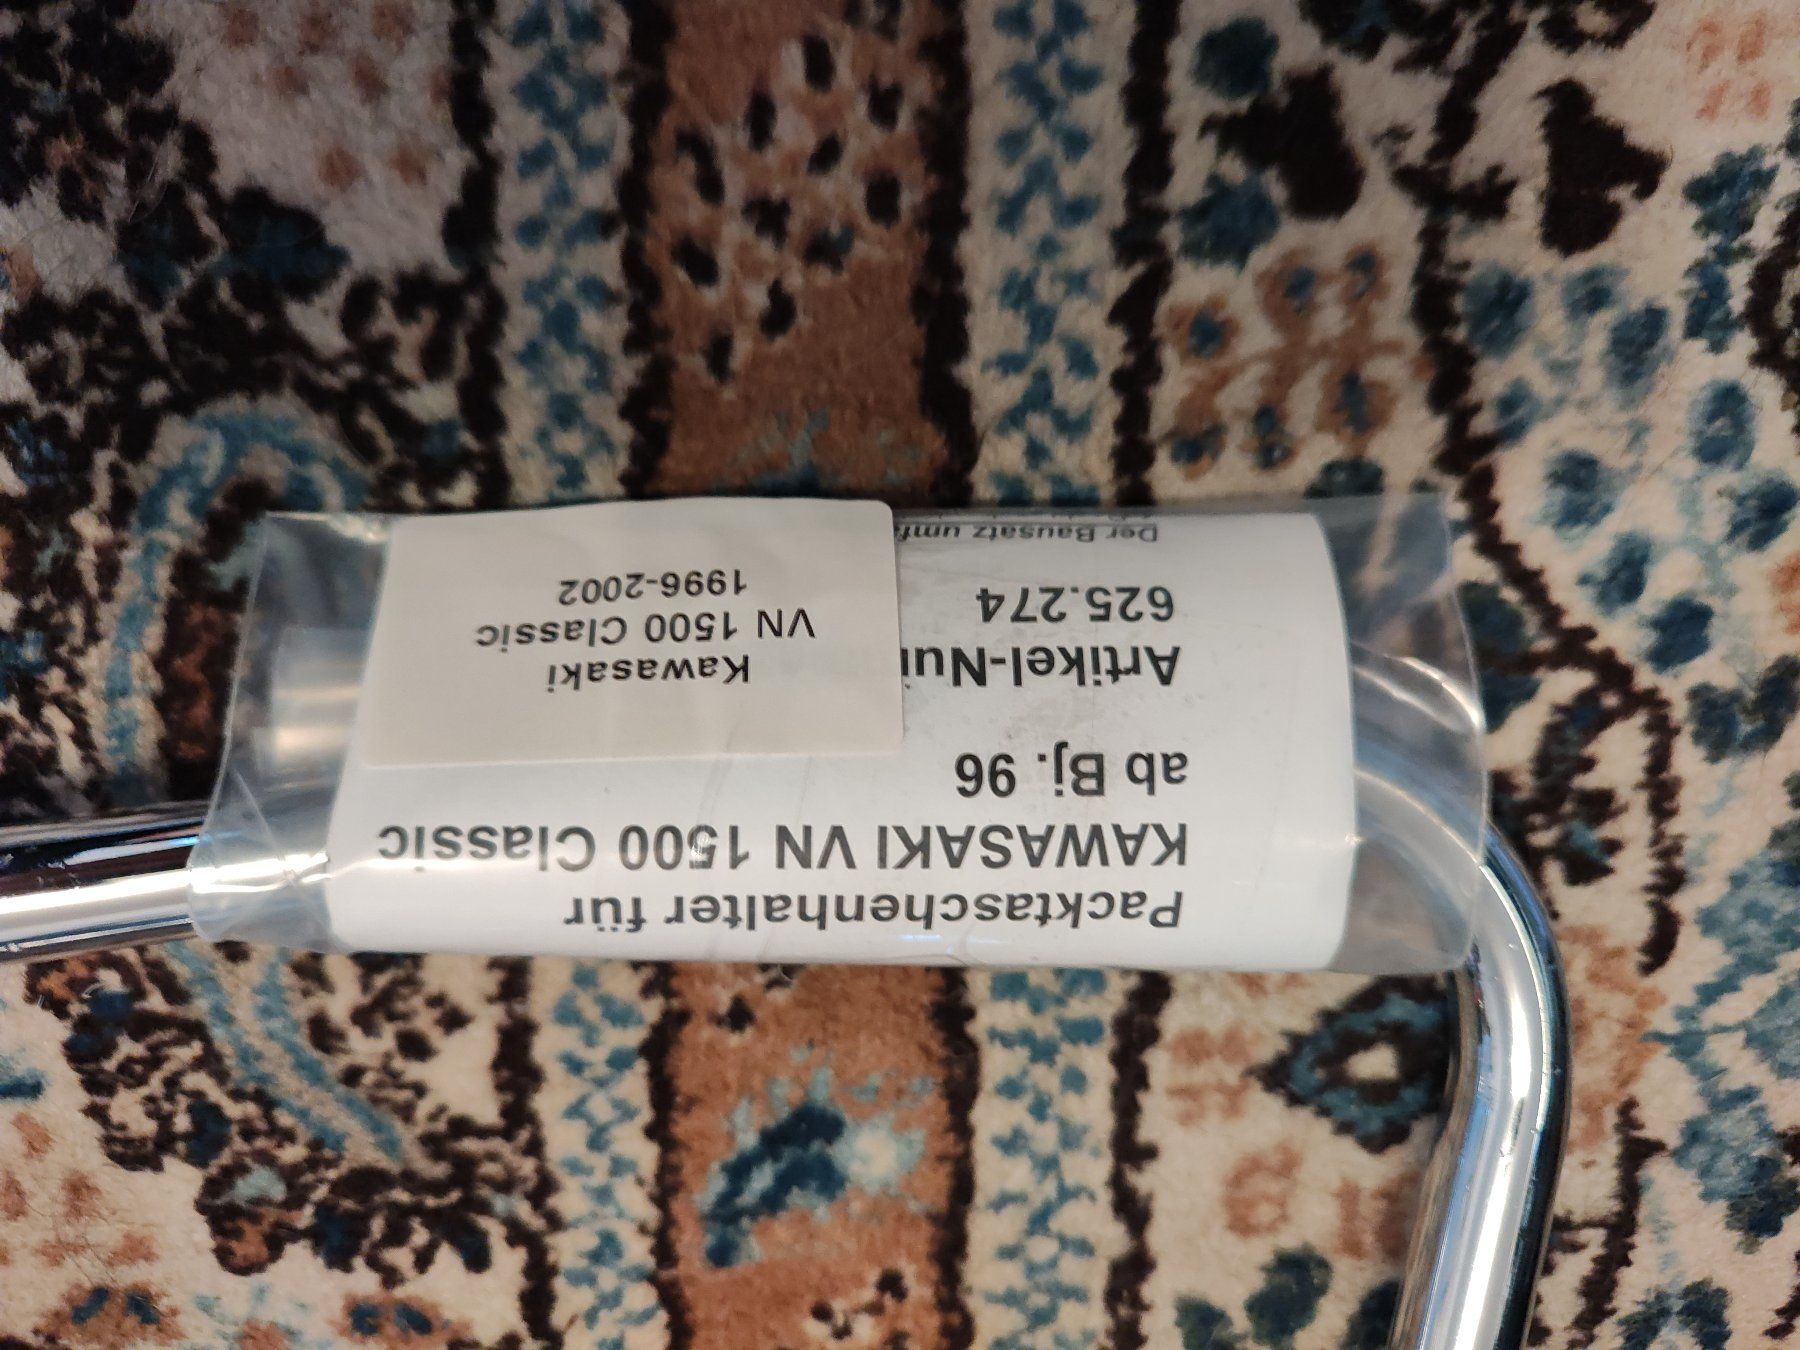 Packtaschenhalter für
KAWASAKI VN 1500 Classic
ab Bj. 96
Artikel-Nu
625.274
Der Bausatz umf
Kawasaki
VN 1500 Classic
1996-2002